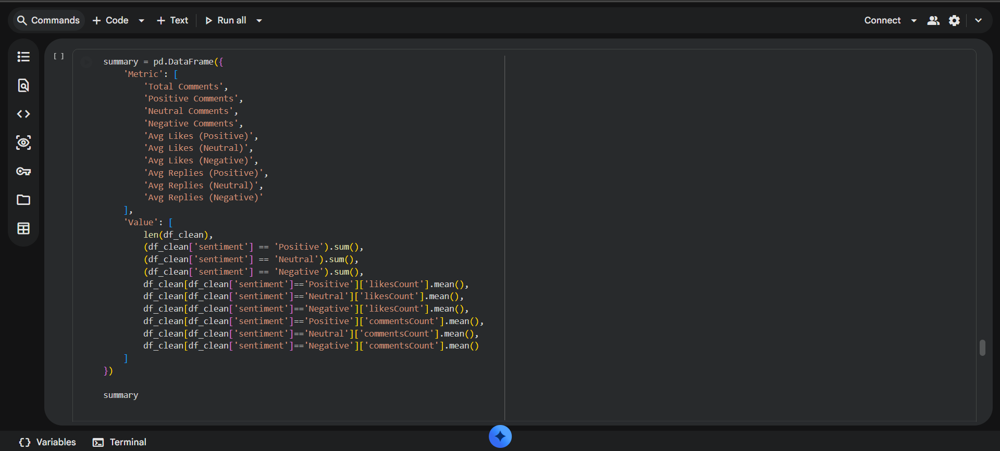 Commands + Code + Text Run all Connect
[ ]
summary = pd.DataFrame({
    'Metric': [
        'Total Comments',
        'Positive Comments',
        'Neutral Comments',
        'Negative Comments',
        'Avg Likes (Positive)',
        'Avg Likes (Neutral)',
        'Avg Likes (Negative)',
        'Avg Replies (Positive)',
        'Avg Replies (Neutral)',
        'Avg Replies (Negative)'
    ],
    'Value': [
        len(df_clean),
        (df_clean['sentiment'] == 'Positive').sum(),
        (df_clean['sentiment'] == 'Neutral').sum(),
        (df_clean['sentiment'] == 'Negative').sum(),
        df_clean[df_clean['sentiment']=='Positive']['likesCount'].mean(),
        df_clean[df_clean['sentiment']=='Neutral']['likesCount'].mean(),
        df_clean[df_clean['sentiment']=='Negative']['likesCount'].mean(),
        df_clean[df_clean['sentiment']=='Positive']['commentsCount'].mean(),
        df_clean[df_clean['sentiment']=='Neutral']['commentsCount'].mean(),
        df_clean[df_clean['sentiment']=='Negative']['commentsCount'].mean()
    ]
})
summary
Variables Terminal